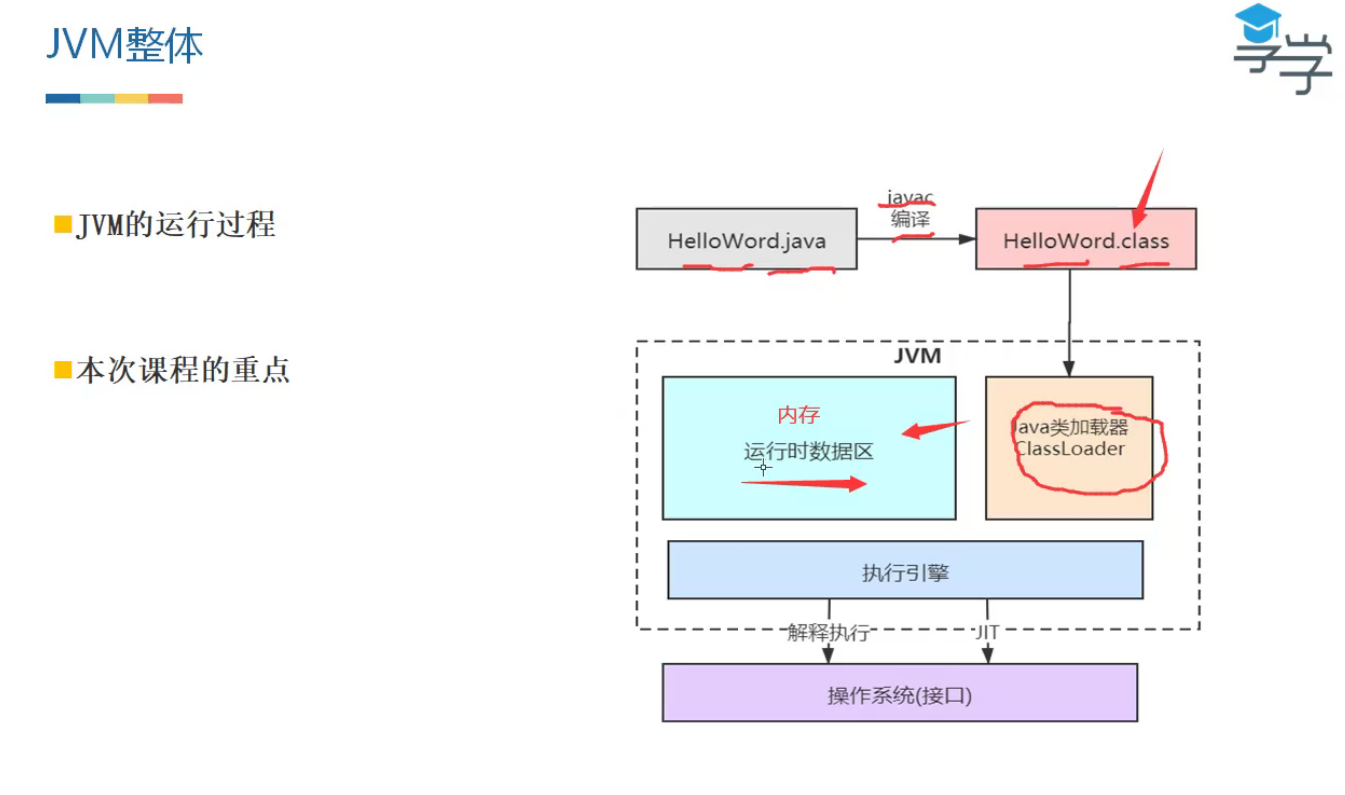 JVM整体
享学
JVM的运行过程
本次课程的重点
javac
编译
HelloWord.java
HelloWord.class
JVM
内存
运行时数据区
Java类加载器
ClassLoader
执行引擎
解释执行
JIT
操作系统(接口)